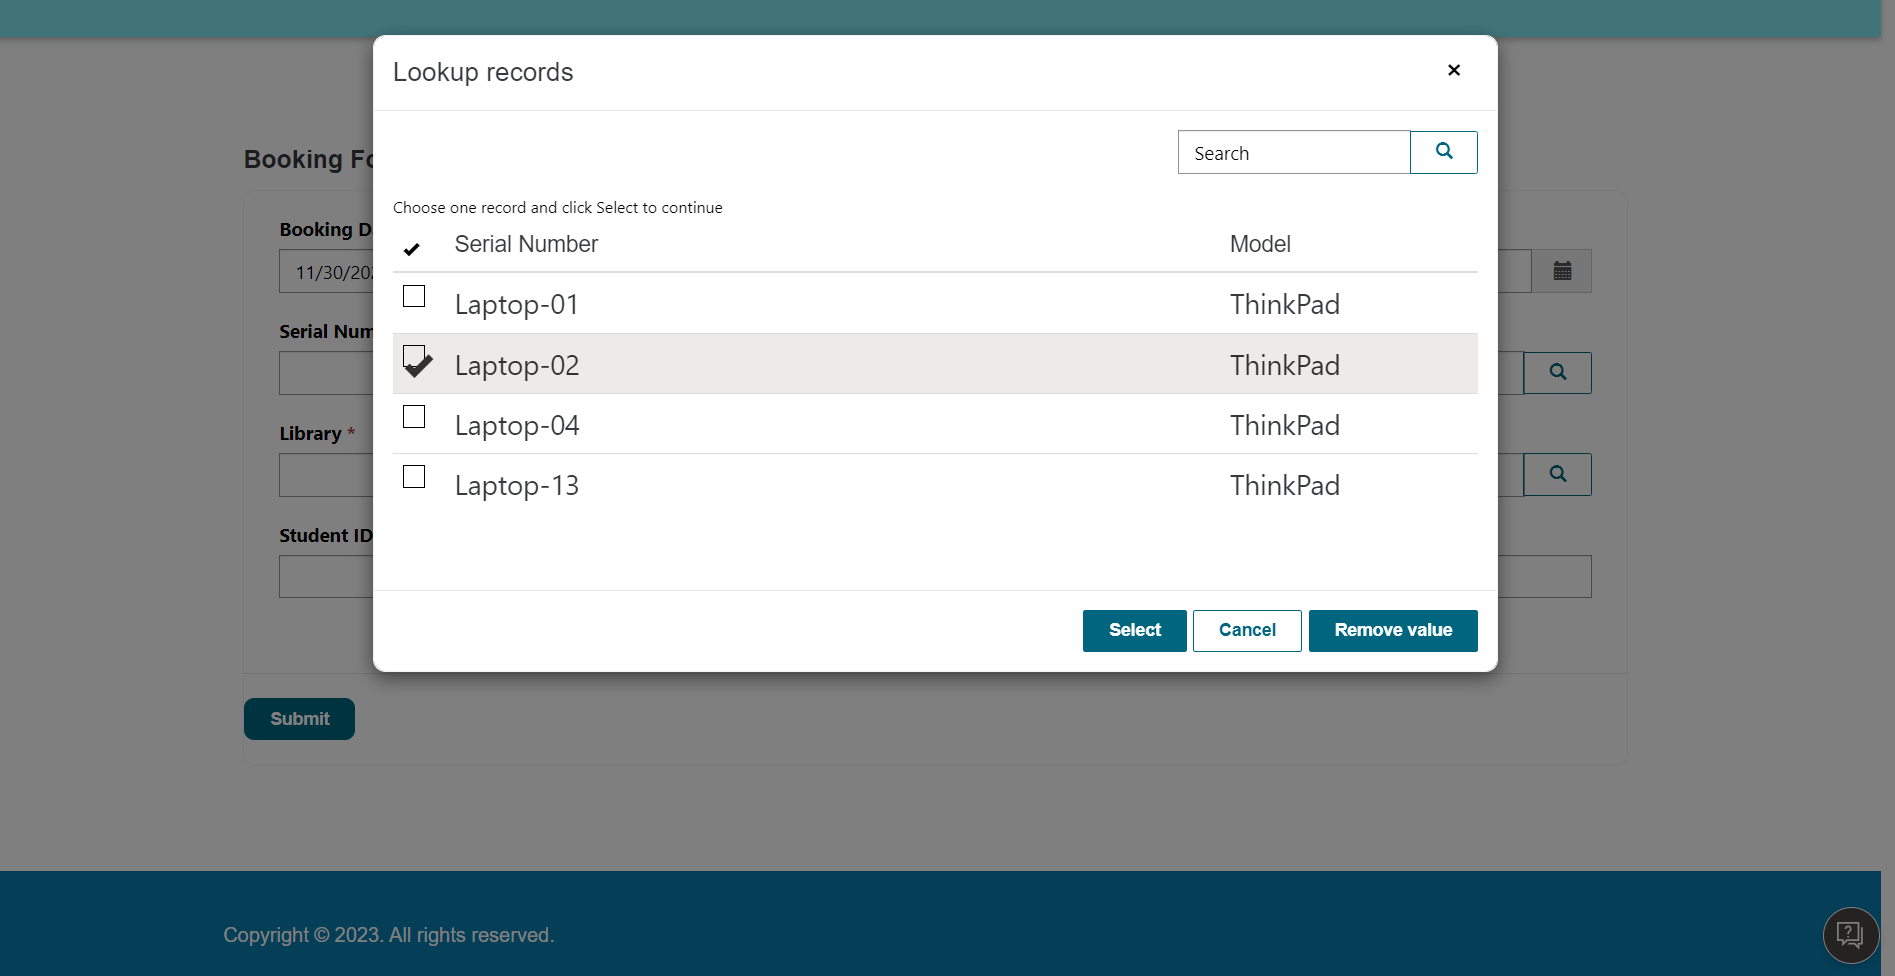 Lookup records
×
Search
Booking Fo
Choose one record and click Select to continue
Booking D
Serial Number Model
11/30/20
Laptop-01 ThinkPad
Serial Num
Laptop-02 ThinkPad
Laptop-04 ThinkPad
Library *
Laptop-13 ThinkPad
Student ID
Select Cancel Remove value
Submit
Copyright © 2023. All rights reserved.